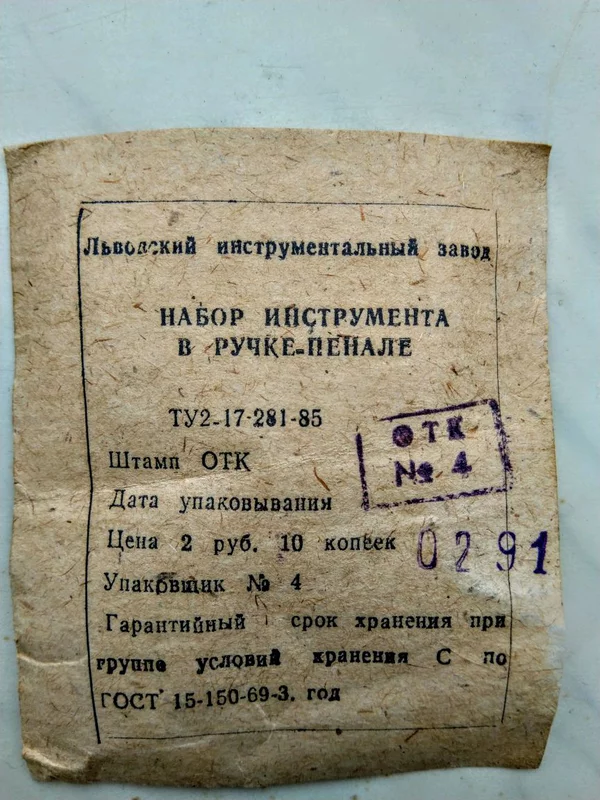 Львовский инструментальный завод
НАБОР ИНСТРУМЕНТА
В РУЧКЕ-ПЕНАЛЕ
ТУ2-17-281-85
ОТК
№ 4
Штамп ОТК
Дата упаковывания
0291
Цена 2 руб. 10 копеек
Упаковщик № 4
Гарантийный срок хранения при
группе условий хранения С по
ГОСТ 15-150-69-3. год